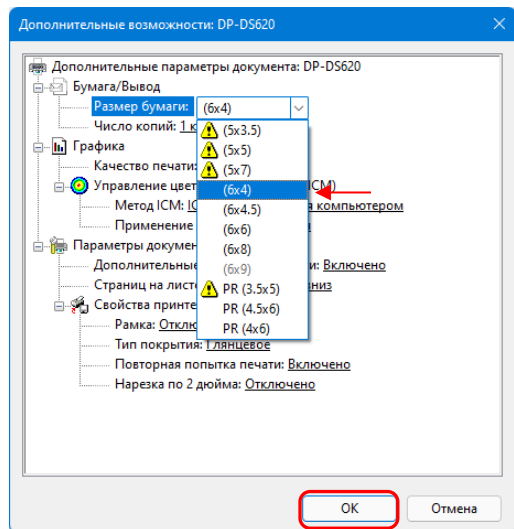 Дополнительные возможности: DP-DS620
Дополнительные параметры документа: DP-DS620
Бумага/Вывод
Размер бумаги: (6x4)
Число копий: 1 к
(5x3.5)
Графика
(5x5)
Качество печати:
(5x7)
Управление цвет
(6x4)
ICM)
Метод ICM: IC
(6x4.5)
я компьютером
Применение
(6x6)
Параметры докумен
(6x8)
Дополнительные
(6x9)
и: Включено
Страниц на лист
PR (3.5x5)
вниз
Свойства принте
PR (4.5x6)
Рамка: Отклю
PR (4x6)
Тип покрытия: Глянцевое
Повторная попытка печати: Включено
Нарезка по 2 дюйма: Отключено
OK
Отмена